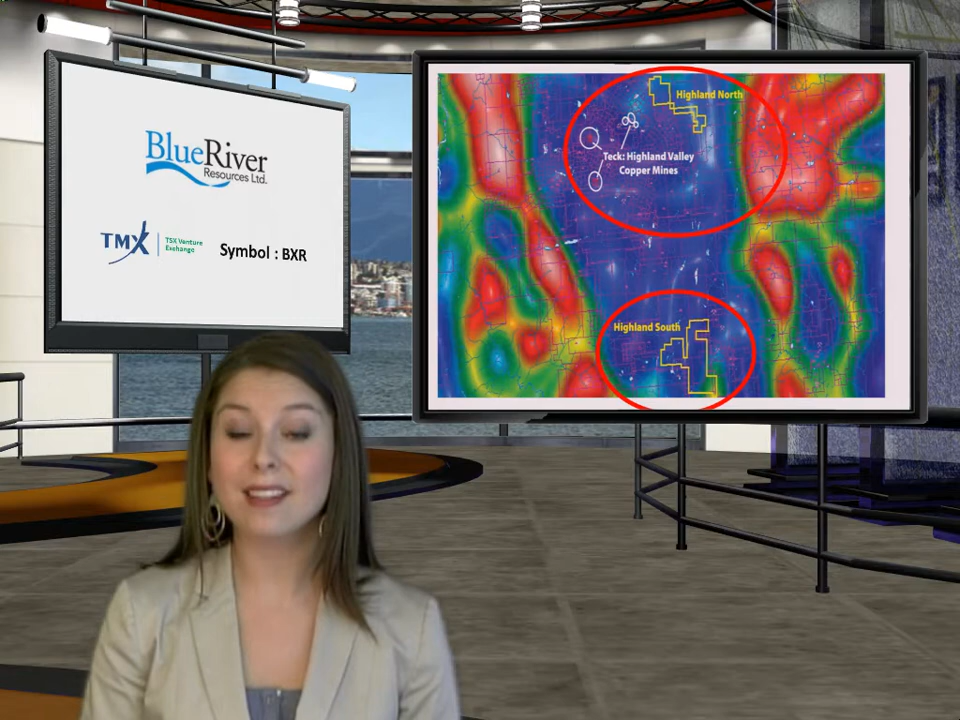 BlueRiver
Resources Ltd.
TMX
TSX Venture
Exchange
Symbol : BXR
Highland North
Teck: Highland Valley
Copper Mines
Highland South